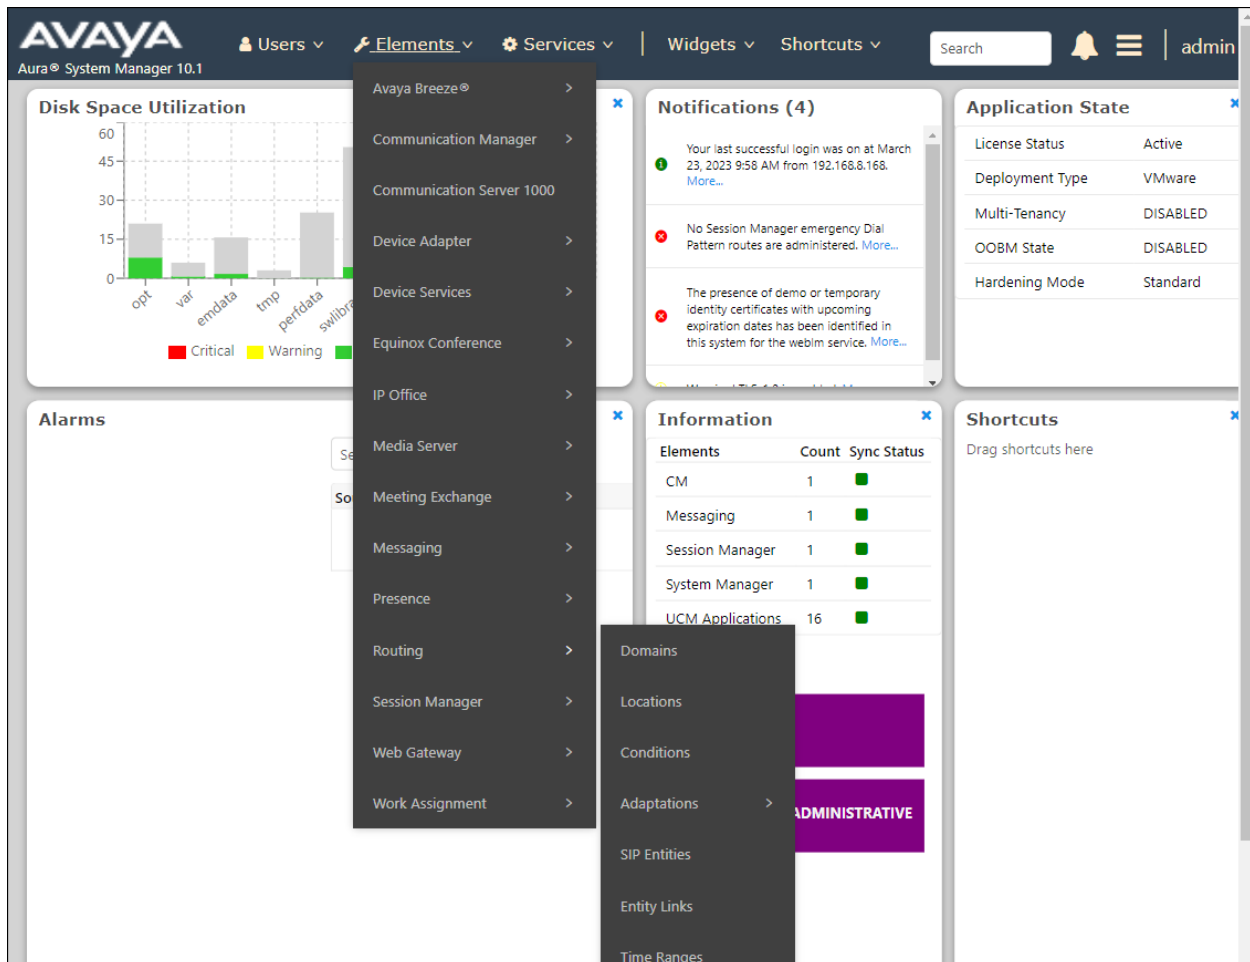 AVAYA
Aura® System Manager 10.1
Users
Elements
Services
Widgets
Shortcuts
Search
admin
Disk Space Utilization
60
45
30
15
0
opt
var
emdata
tmp
perfdata
Critical
Warning
Avaya Breeze®
Communication Manager
Communication Server 1000
Device Adapter
Device Services
Equinox Conference
IP Office
Media Server
Meeting Exchange
Messaging
Presence
Routing
Session Manager
Web Gateway
Work Assignment
Domains
Locations
Conditions
Adaptations
SIP Entities
Entity Links
Time Ranges
Notifications (4)
Your last successful login was on at March
23, 2023 9:58 AM from 192.168.8.168.
More...
No Session Manager emergency Dial
Pattern routes are administered. More...
The presence of demo or temporary
identity certificates with upcoming
expiration dates has been identified in
this system for the weblm service. More...
Application State
License Status Active
Deployment Type VMware
Multi-Tenancy DISABLED
OOBM State DISABLED
Hardening Mode Standard
Alarms
Information
Elements Count Sync Status
CM 1
Messaging 1
Session Manager 1
System Manager 1
UCM Applications 16
ADMINISTRATIVE
Shortcuts
Drag shortcuts here